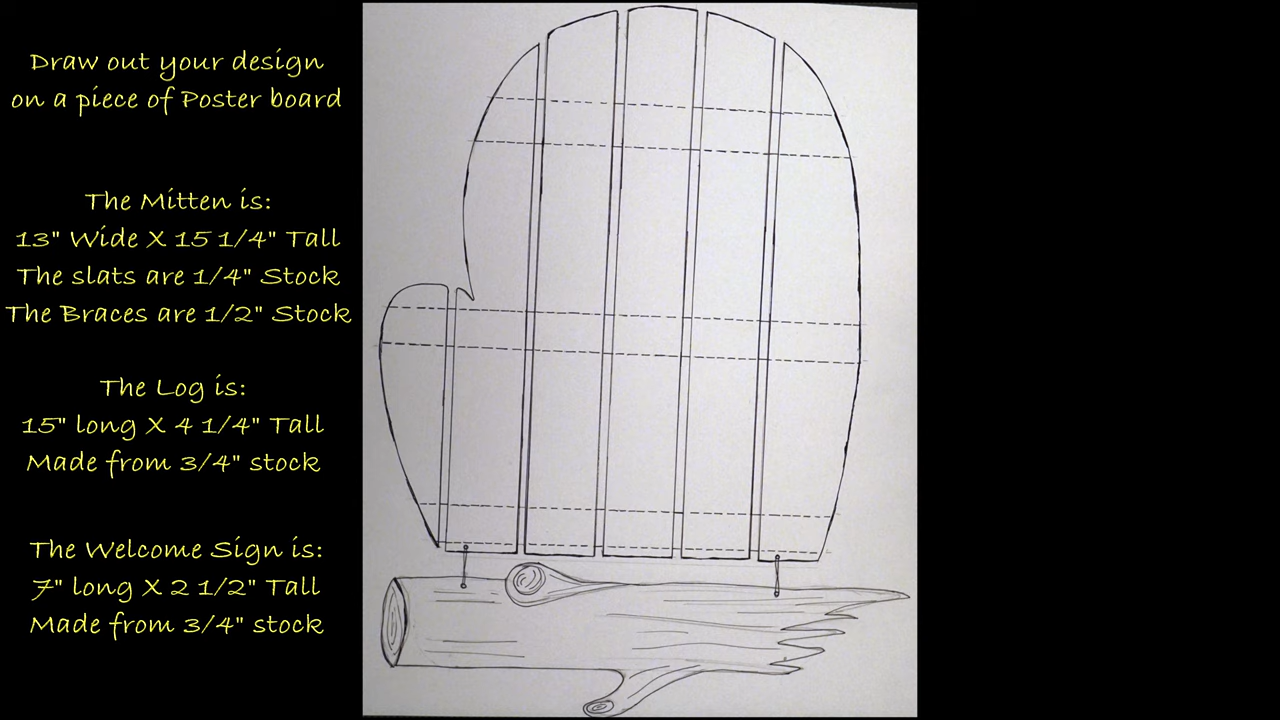 Draw out your design
on a piece of Poster board
The Mitten is:
13" Wide X 15 1/4" Tall
The slats are 1/4" Stock
The Braces are 1/2" Stock
The Log is:
15" long X 4 1/4" Tall
Made from 3/4" stock
The Welcome Sign is:
7" long X 2 1/2" Tall
Made from 3/4" stock